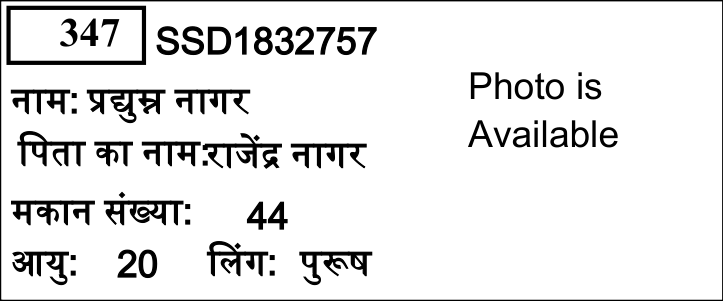 347 SSD1832757
नाम: प्रद्युम्न नागर
पिता का नाम:राजेंद्र नागर
मकान संख्या: 44
आयु: 20 लिंग: पुरूष
Photo is
Available